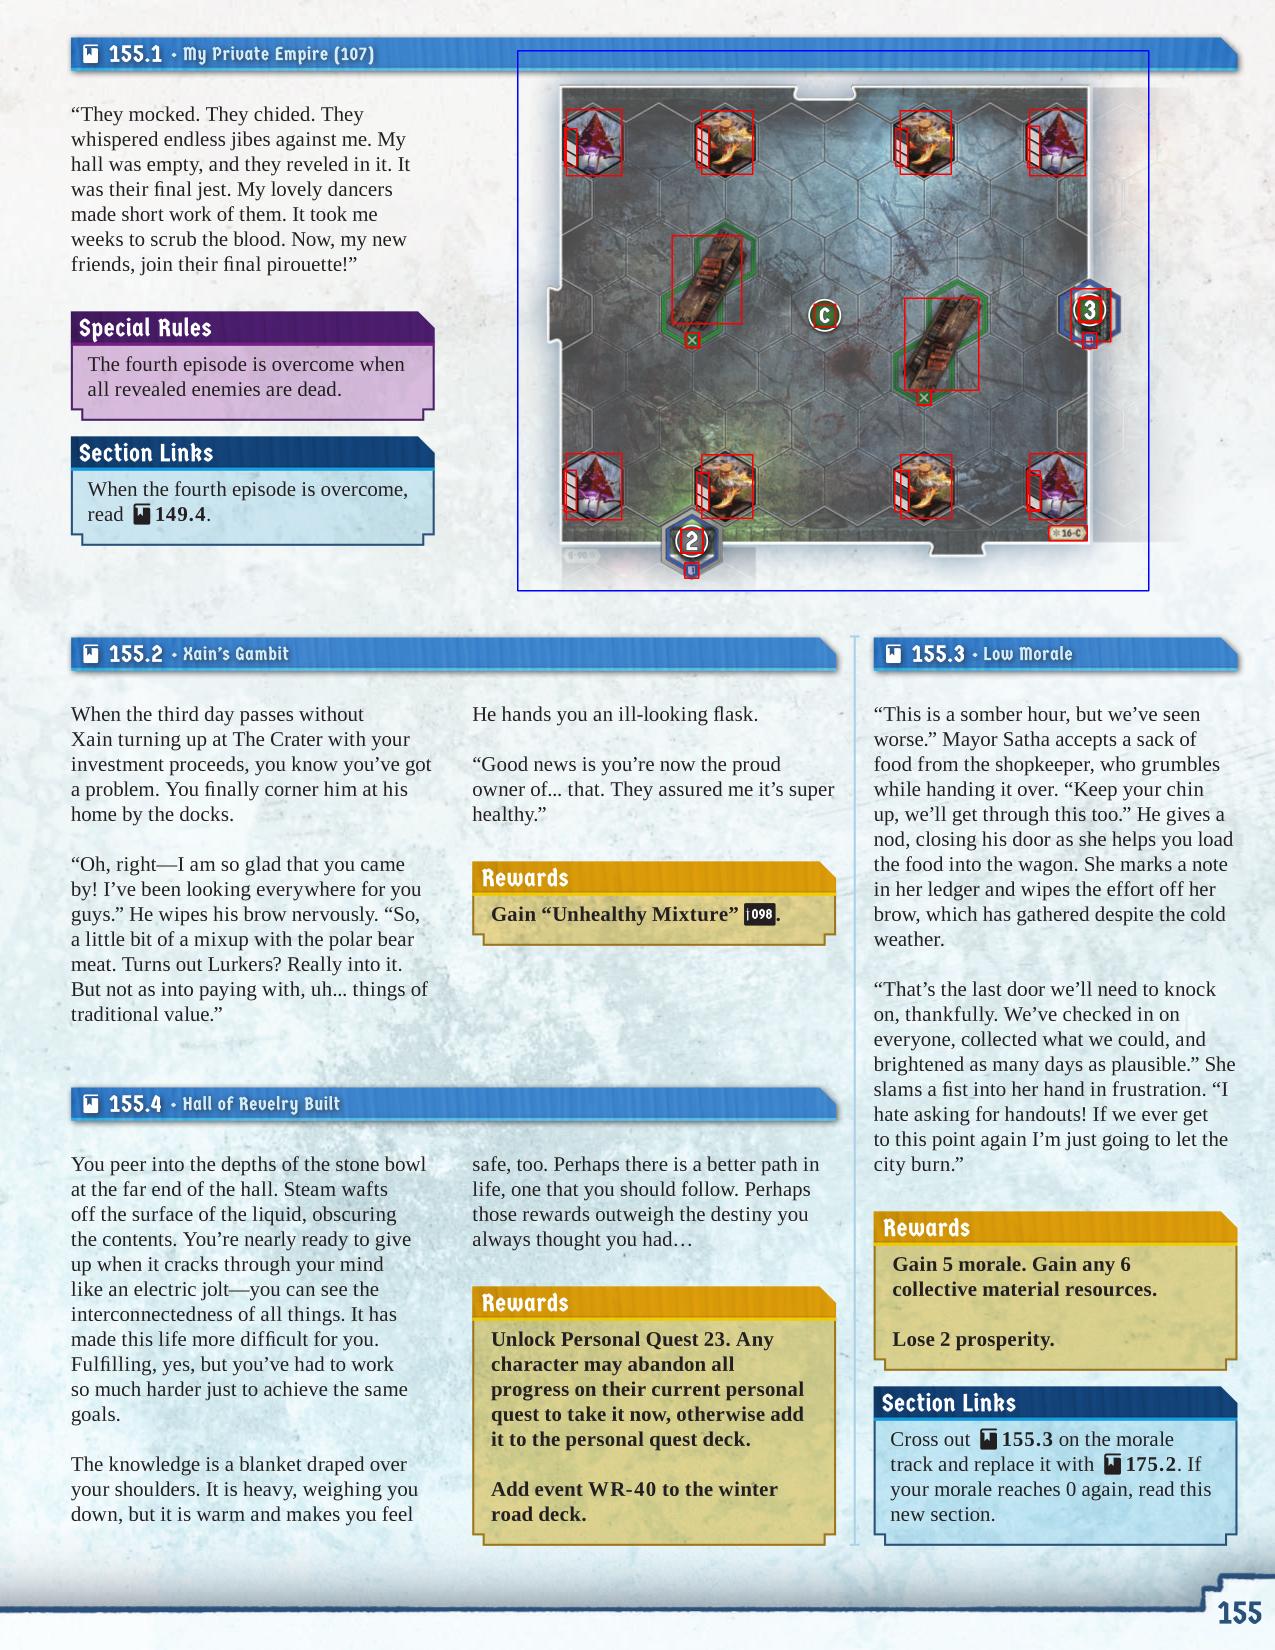 155.1 • My Private Empire (107)
“They mocked. They chided. They
whispered endless jibes against me. My
hall was empty, and they reveled in it. It
was their final jest. My lovely dancers
made short work of them. It took me
weeks to scrub the blood. Now, my new
friends, join their final pirouette!”
Special Rules
The fourth episode is overcome when
all revealed enemies are dead.
Section Links
When the fourth episode is overcome,
read 149.4.
C
3
2
16-C
155.2 • Xain’s Gambit
When the third day passes without
Xain turning up at The Crater with your
investment proceeds, you know you’ve got
a problem. You finally corner him at his
home by the docks.
“Oh, right—I am so glad that you came
by! I’ve been looking everywhere for you
guys.” He wipes his brow nervously. “So,
a little bit of a mixup with the polar bear
meat. Turns out Lurkers? Really into it.
But not as into paying with, uh... things of
traditional value.”
He hands you an ill-looking flask.
“Good news is you’re now the proud
owner of... that. They assured me it’s super
healthy.”
Rewards
Gain “Unhealthy Mixture” 098.
155.3 • Low Morale
“This is a somber hour, but we’ve seen
worse.” Mayor Satha accepts a sack of
food from the shopkeeper, who grumbles
while handing it over. “Keep your chin
up, we’ll get through this too.” He gives a
nod, closing his door as she helps you load
the food into the wagon. She marks a note
in her ledger and wipes the effort off her
brow, which has gathered despite the cold
weather.
“That’s the last door we’ll need to knock
on, thankfully. We’ve checked in on
everyone, collected what we could, and
brightened as many days as plausible.” She
slams a fist into her hand in frustration. “I
hate asking for handouts! If we ever get
to this point again I’m just going to let the
city burn.”
Rewards
Gain 5 morale. Gain any 6
collective material resources.
Lose 2 prosperity.
Section Links
Cross out 155.3 on the morale
track and replace it with 175.2. If
your morale reaches 0 again, read this
new section.
155.4 • Hall of Revelry Built
You peer into the depths of the stone bowl
at the far end of the hall. Steam wafts
off the surface of the liquid, obscuring
the contents. You’re nearly ready to give
up when it cracks through your mind
like an electric jolt—you can see the
interconnectedness of all things. It has
made this life more difficult for you.
Fulfilling, yes, but you’ve had to work
so much harder just to achieve the same
goals.
The knowledge is a blanket draped over
your shoulders. It is heavy, weighing you
down, but it is warm and makes you feel
safe, too. Perhaps there is a better path in
life, one that you should follow. Perhaps
those rewards outweigh the destiny you
always thought you had…
Rewards
Unlock Personal Quest 23. Any
character may abandon all
progress on their current personal
quest to take it now, otherwise add
it to the personal quest deck.
Add event WR-40 to the winter
road deck.
155